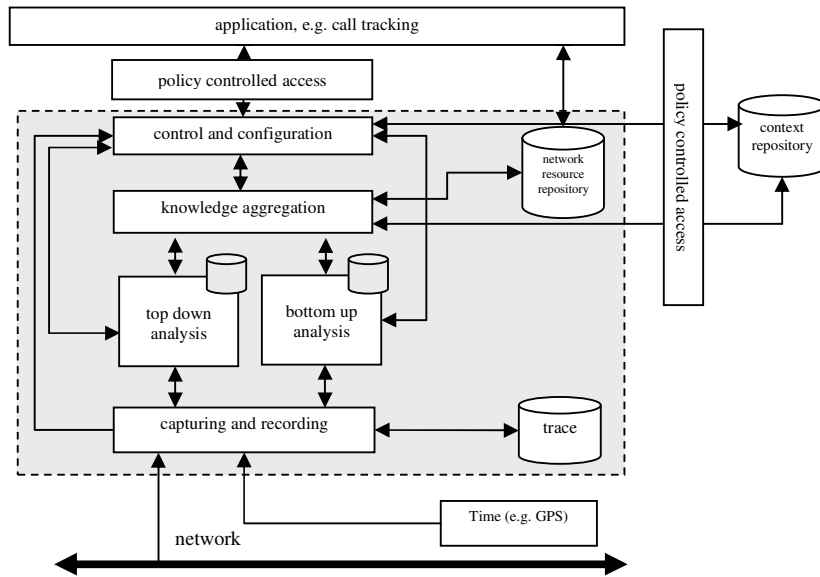 application, e.g. call tracking
policy controlled access
control and configuration
network
resource
repository
policy controlled access
context
repository
knowledge aggregation
top down
analysis
bottom up
analysis
capturing and recording
trace
Time (e.g. GPS)
network